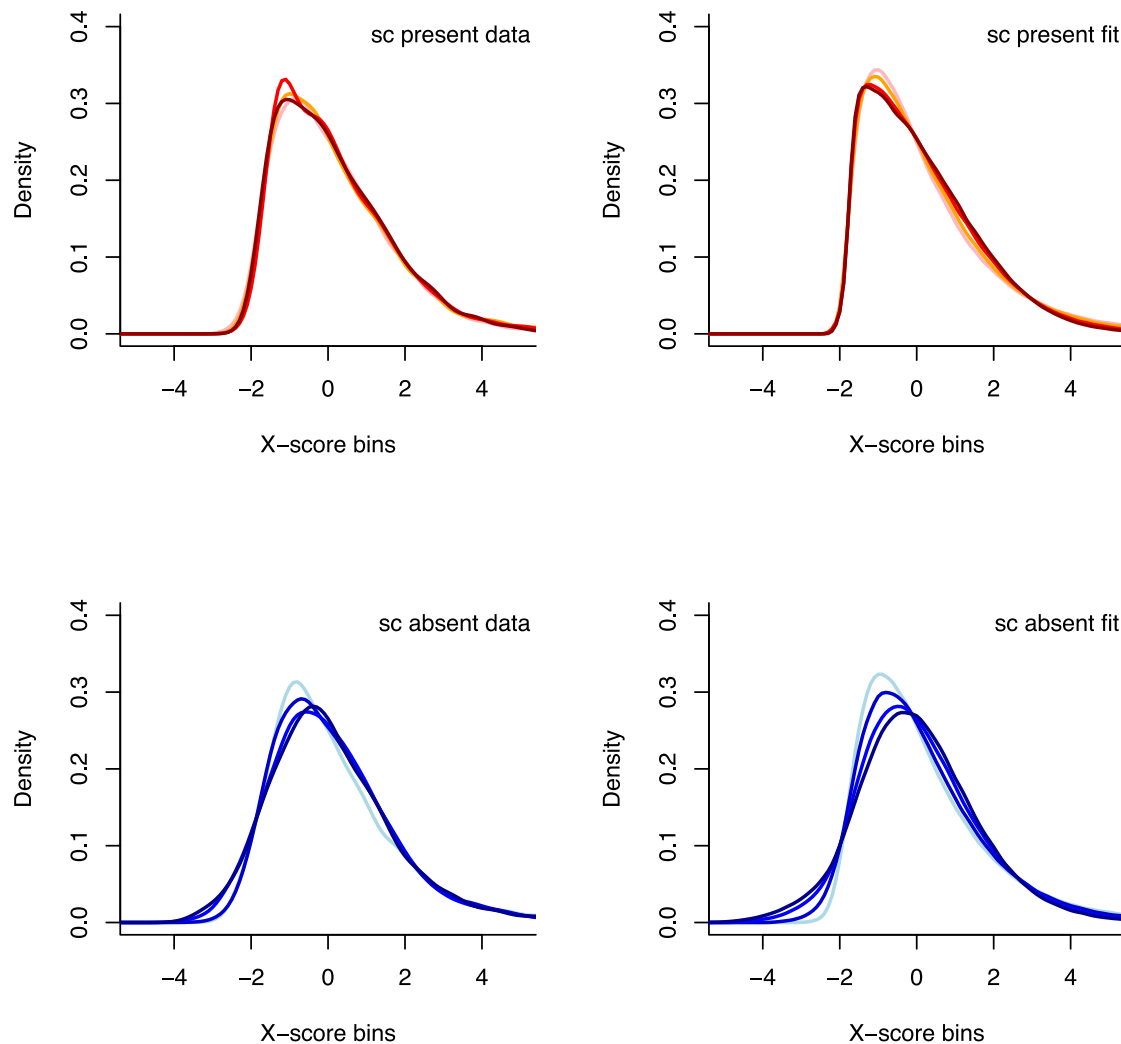 sc present data
Density
0.0 0.1 0.2 0.3 0.4
−4 −2 0 2 4
X−score bins
sc present fit
Density
0.0 0.1 0.2 0.3 0.4
−4 −2 0 2 4
X−score bins
sc absent data
Density
0.0 0.1 0.2 0.3 0.4
−4 −2 0 2 4
X−score bins
sc absent fit
Density
0.0 0.1 0.2 0.3 0.4
−4 −2 0 2 4
X−score bins